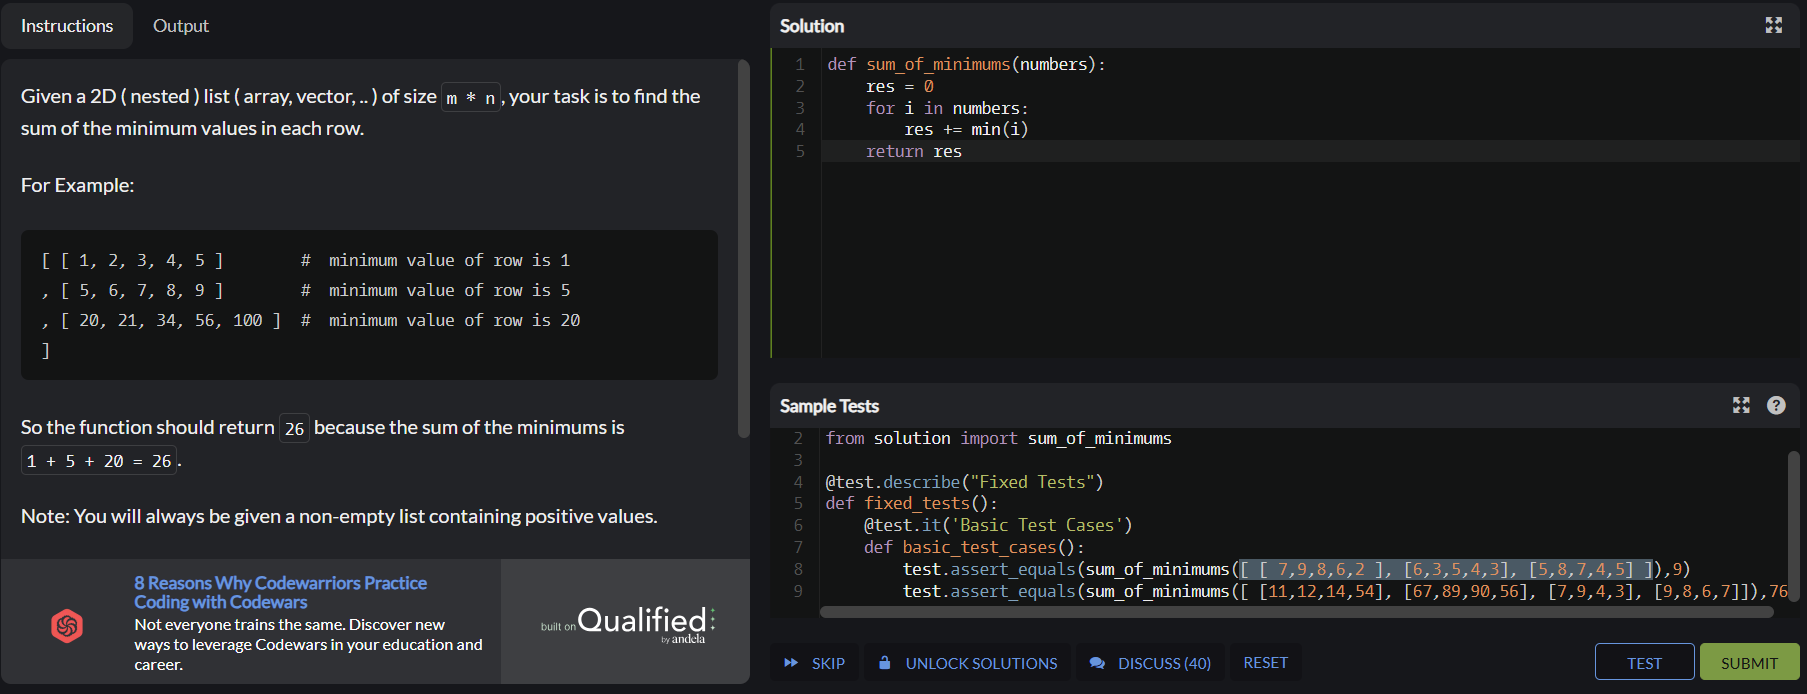 Instructions
Output
Given a 2D ( nested ) list ( array, vector, .. ) of size m * n, your task is to find the
sum of the minimum values in each row.
For Example:
[ [ 1, 2, 3, 4, 5 ]        #  minimum value of row is 1
, [ 5, 6, 7, 8, 9 ]        #  minimum value of row is 5
, [ 20, 21, 34, 56, 100 ]  #  minimum value of row is 20
]
So the function should return 26 because the sum of the minimums is
1 + 5 + 20 = 26.
Note: You will always be given a non-empty list containing positive values.
8 Reasons Why Codewarriors Practice
Coding with Codewars
Not everyone trains the same. Discover new
ways to leverage Codewars in your education and
career.
built on Qualified
by andela
Solution
1 def sum_of_minimums(numbers):
2     res = 0
3     for i in numbers:
4         res += min(i)
5     return res
Sample Tests
2 from solution import sum_of_minimums
3
4 @test.describe("Fixed Tests")
5 def fixed_tests():
6     @test.it('Basic Test Cases')
7     def basic_test_cases():
8         test.assert_equals(sum_of_minimums([ [ 7,9,8,6,2 ], [6,3,5,4,3], [5,8,7,4,5] ]),9)
9         test.assert_equals(sum_of_minimums([ [11,12,14,54], [67,89,90,56], [7,9,4,3], [9,8,6,7]]),76
SKIP
UNLOCK SOLUTIONS
DISCUSS (40)
RESET
TEST
SUBMIT